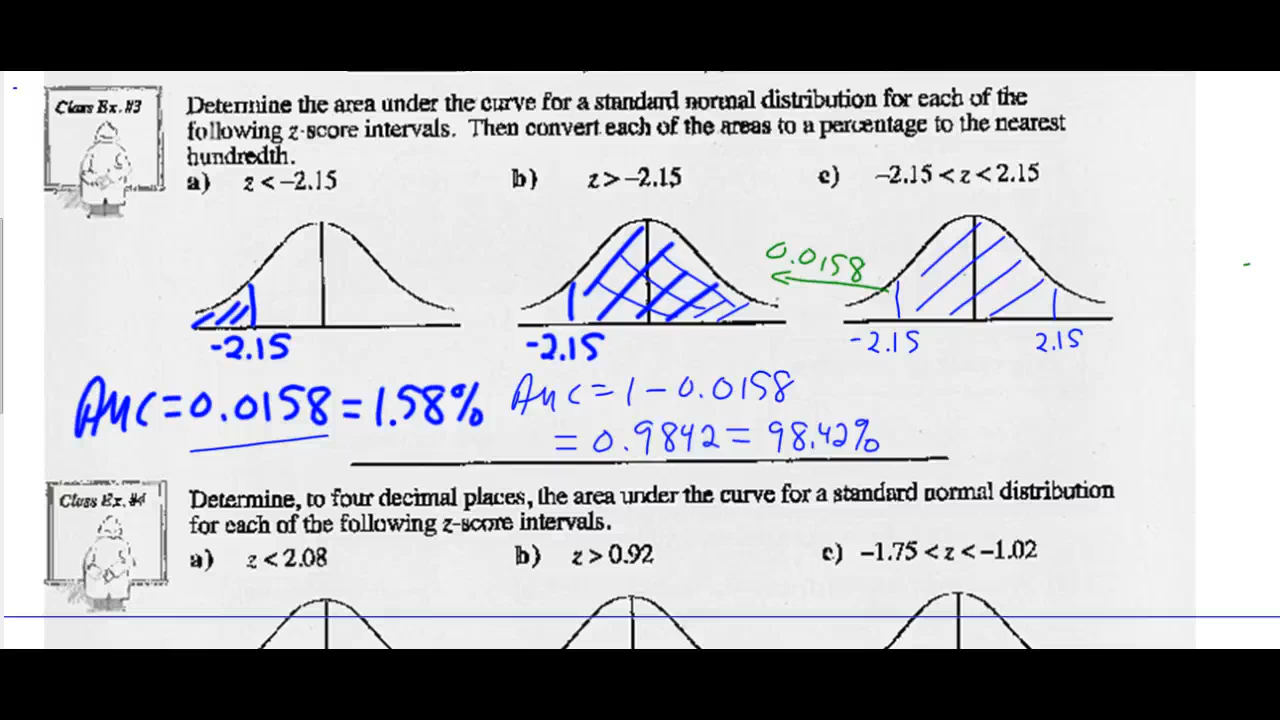 Class Ex. #3
Determine the area under the curve for a standard normal distribution for each of the
following z-score intervals. Then convert each of the areas to a percentage to the nearest
hundredth.
a) z < −2.15 b) z > −2.15 c) −2.15 < z < 2.15
0.0158
-2.15 -2.15 -2.15 2.15
AUC = 0.0158 = 1.58% AUC = 1 - 0.0158
= 0.9842 = 98.42%
Class Ex. #4
Determine, to four decimal places, the area under the curve for a standard normal distribution
for each of the following z-score intervals.
a) z < 2.08 b) z > 0.92 c) −1.75 < z < −1.02